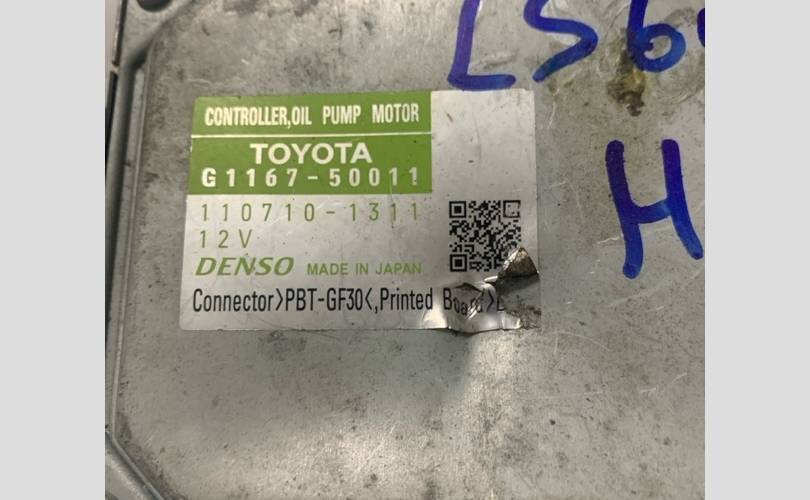 LS6
H
CONTROLLER,OIL PUMP MOTOR
TOYOTA
G1167-50011
110710-1311
12V
DENSO MADE IN JAPAN
Connector>PBT-GF30<,Printed Board>